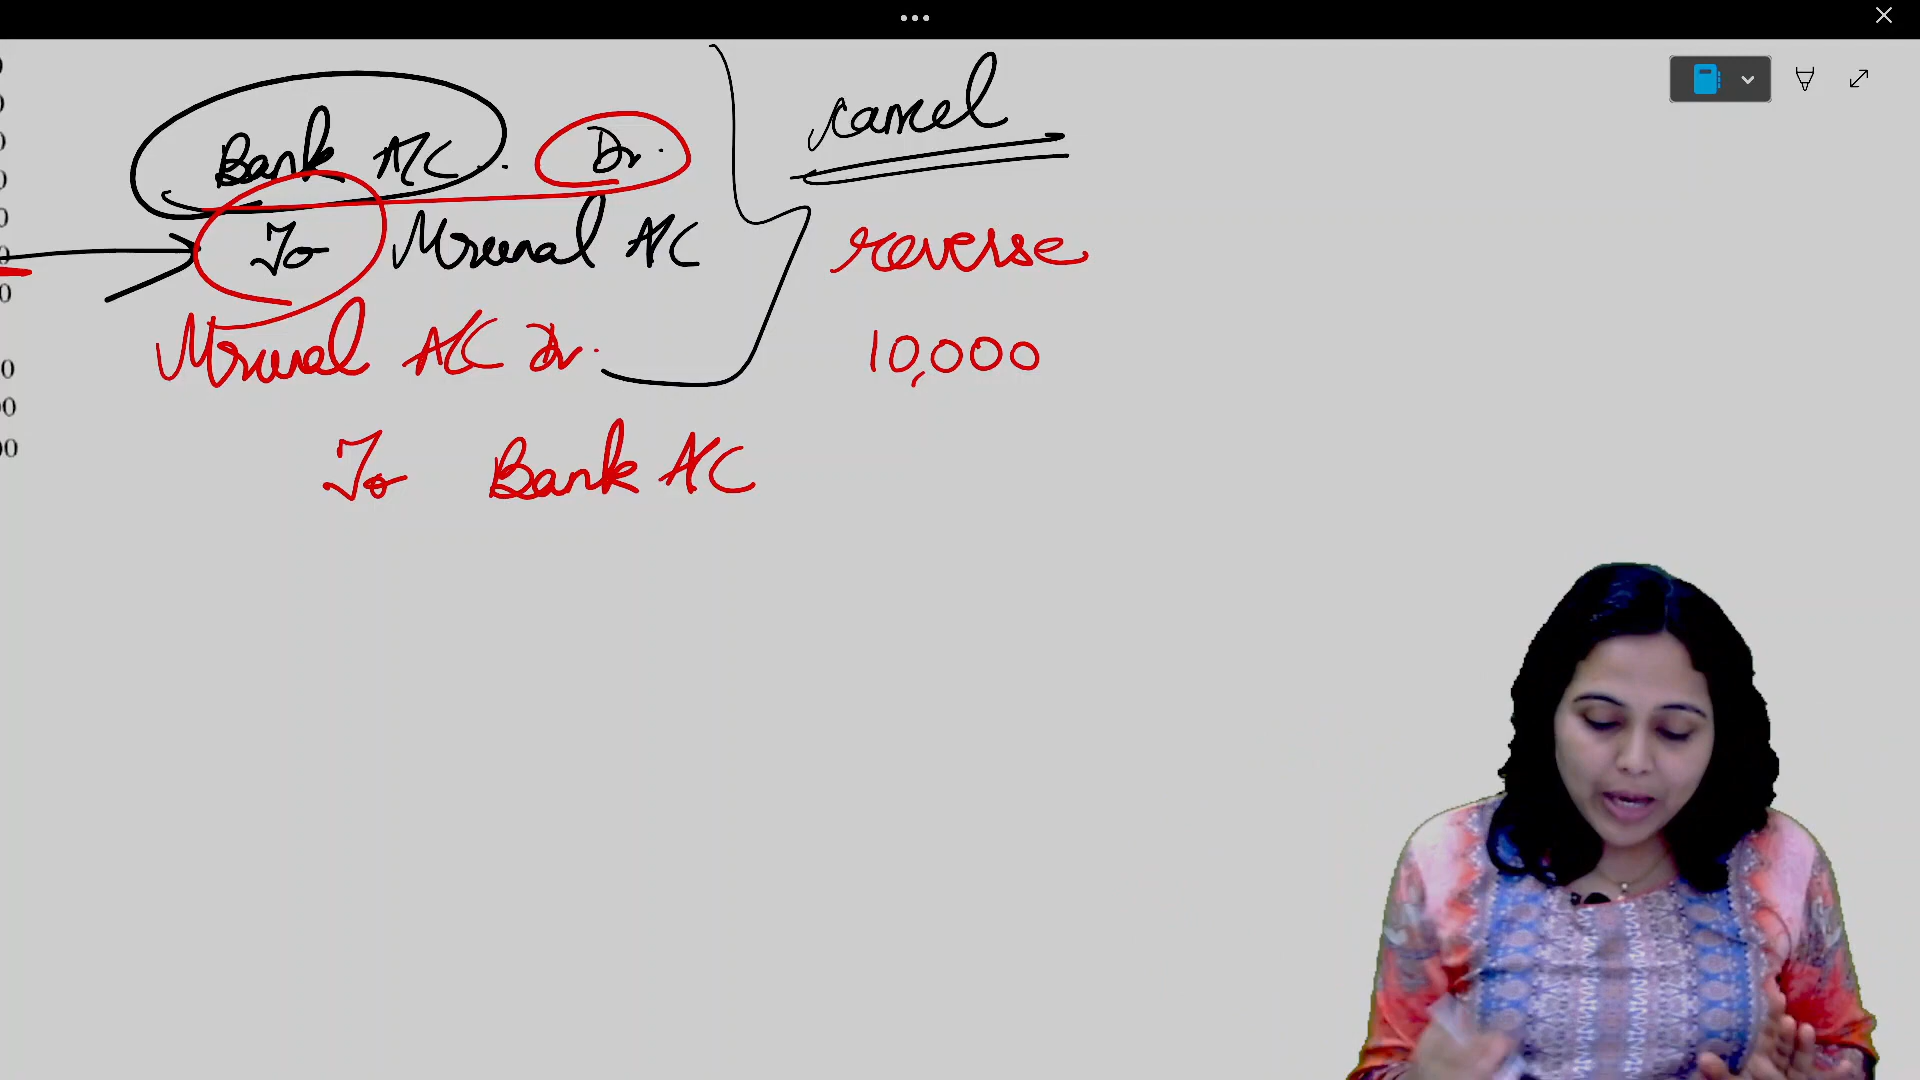 Bank A/C. Dr.
cancel
To Mrunal A/C
reverse
Mrunal A/C Dr.
10,000
To Bank A/C